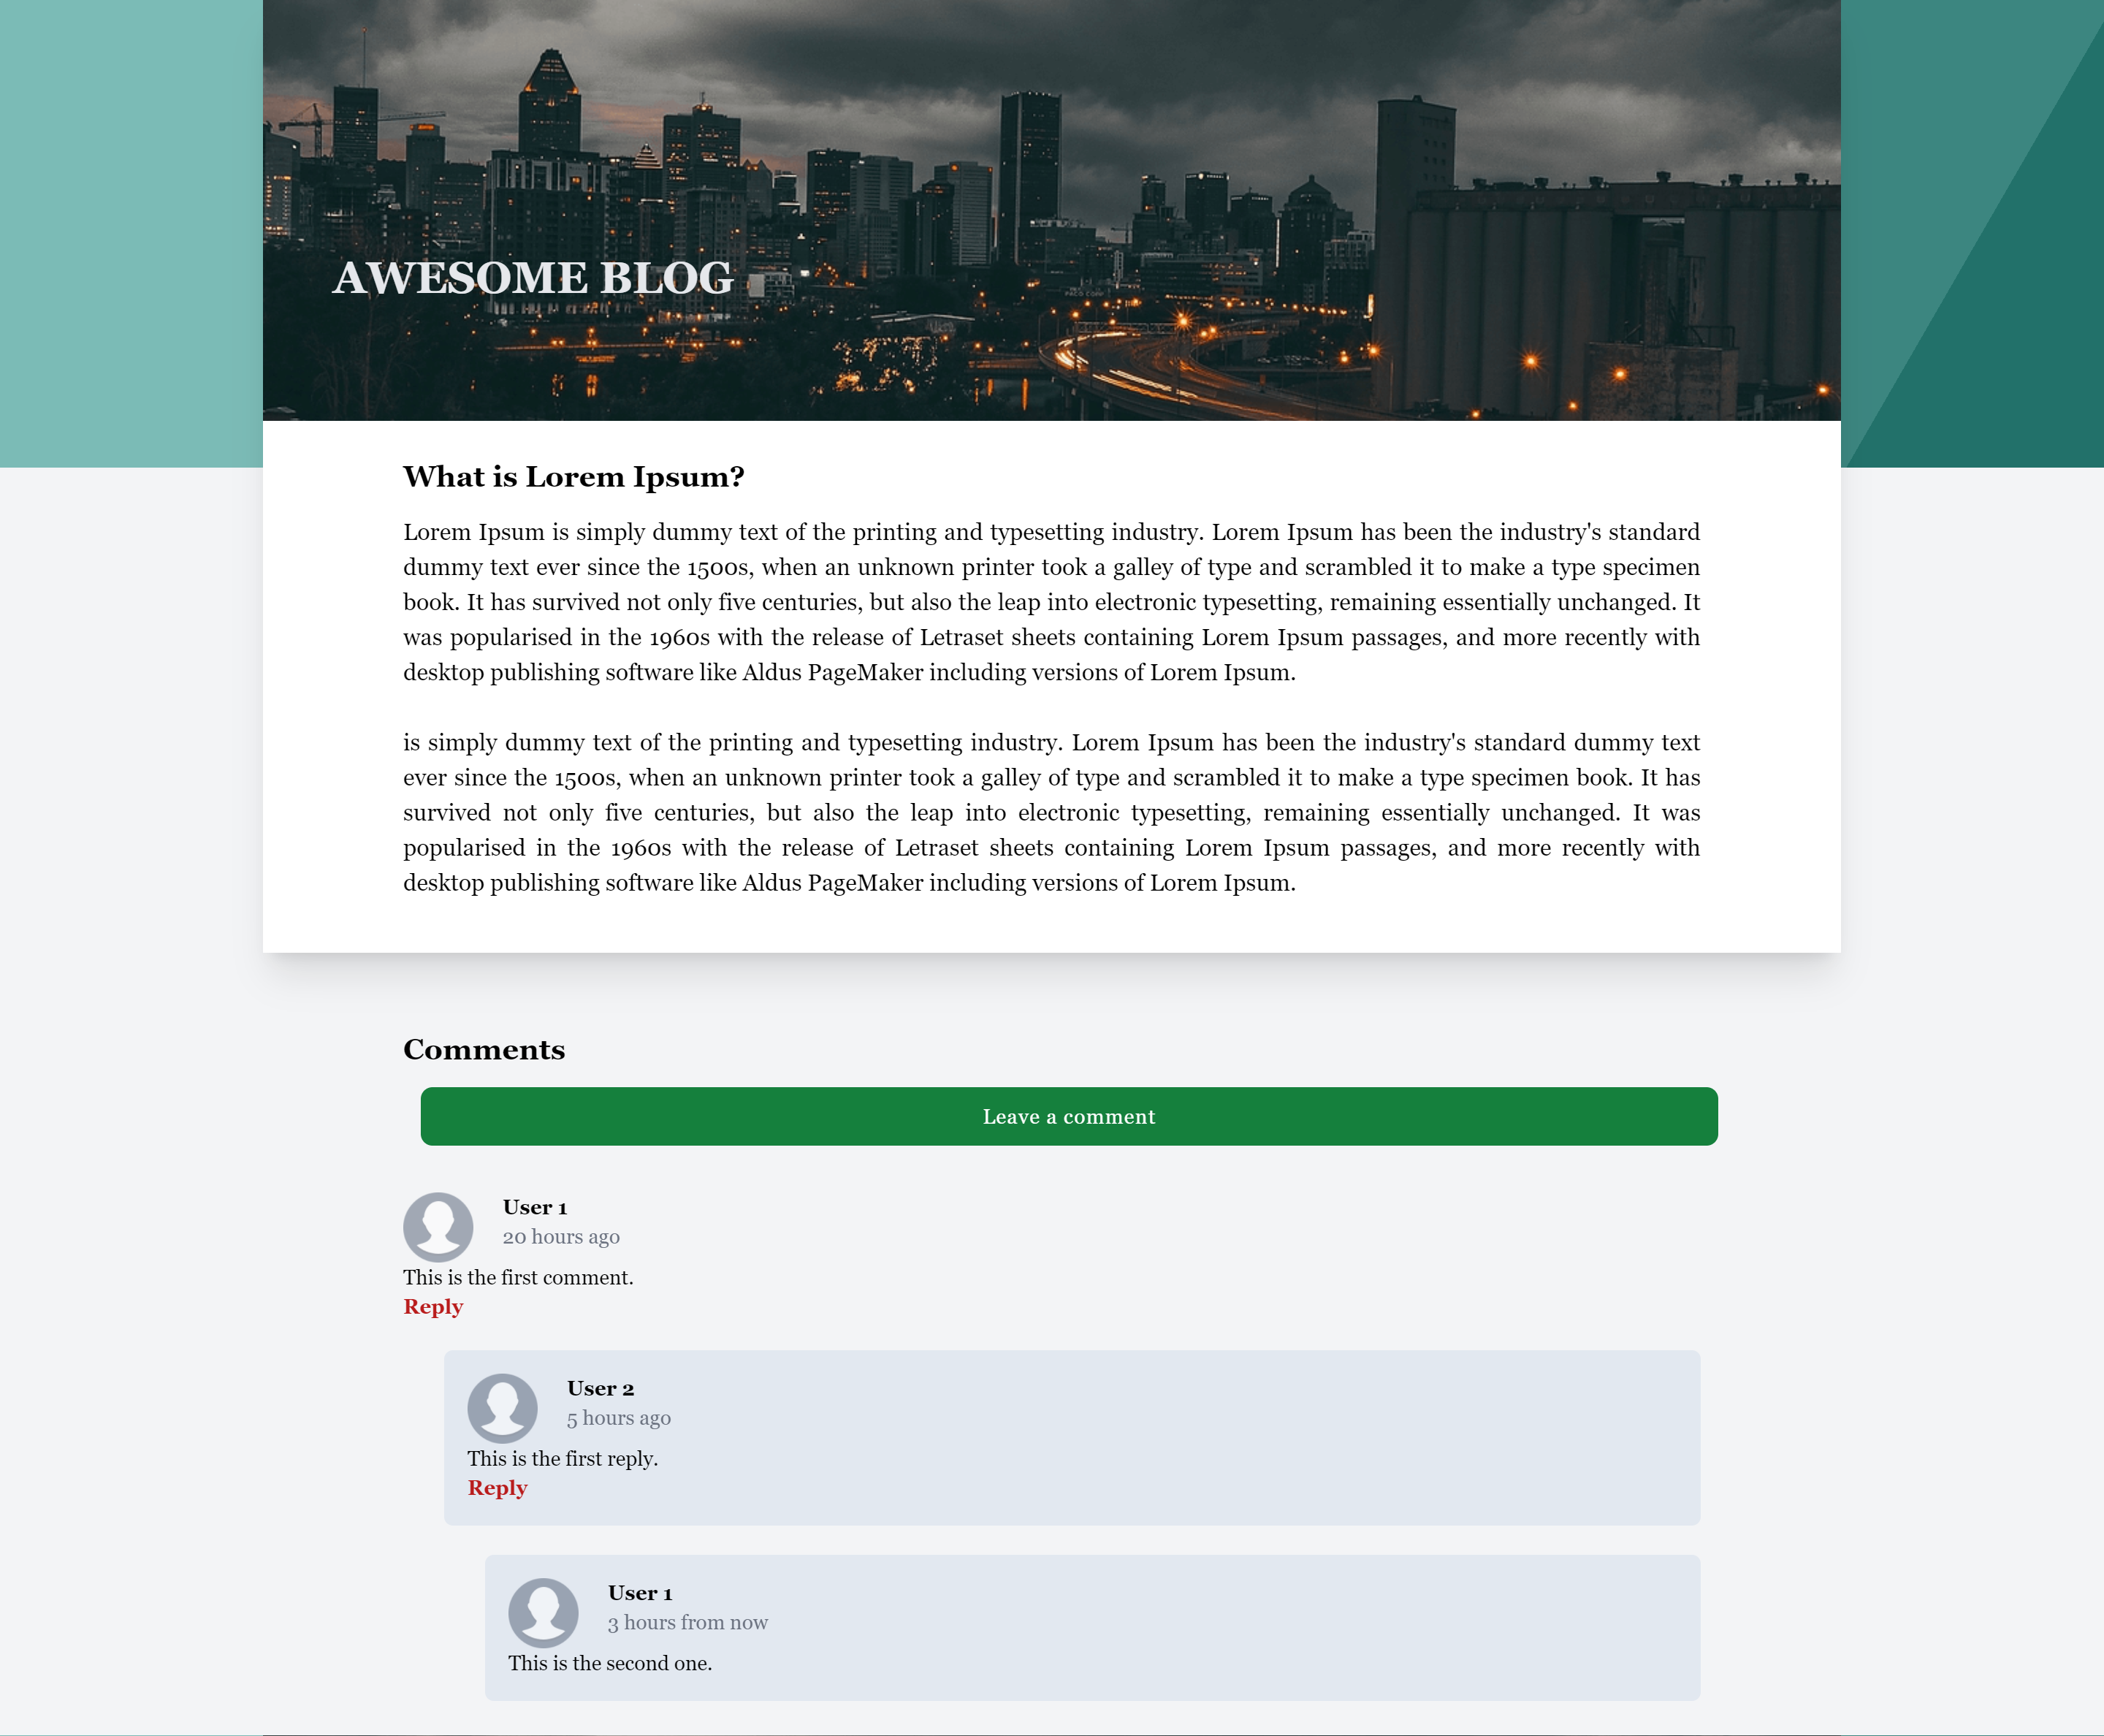 AWESOME BLOG
What is Lorem Ipsum?
Lorem Ipsum is simply dummy text of the printing and typesetting industry. Lorem Ipsum has been the industry's standard
dummy text ever since the 1500s, when an unknown printer took a galley of type and scrambled it to make a type specimen
book. It has survived not only five centuries, but also the leap into electronic typesetting, remaining essentially unchanged. It
was popularised in the 1960s with the release of Letraset sheets containing Lorem Ipsum passages, and more recently with
desktop publishing software like Aldus PageMaker including versions of Lorem Ipsum.
is simply dummy text of the printing and typesetting industry. Lorem Ipsum has been the industry's standard dummy text
ever since the 1500s, when an unknown printer took a galley of type and scrambled it to make a type specimen book. It has
survived not only five centuries, but also the leap into electronic typesetting, remaining essentially unchanged. It was
popularised in the 1960s with the release of Letraset sheets containing Lorem Ipsum passages, and more recently with
desktop publishing software like Aldus PageMaker including versions of Lorem Ipsum.
Comments
Leave a comment
User 1
20 hours ago
This is the first comment.
Reply
User 2
5 hours ago
This is the first reply.
Reply
User 1
3 hours from now
This is the second one.